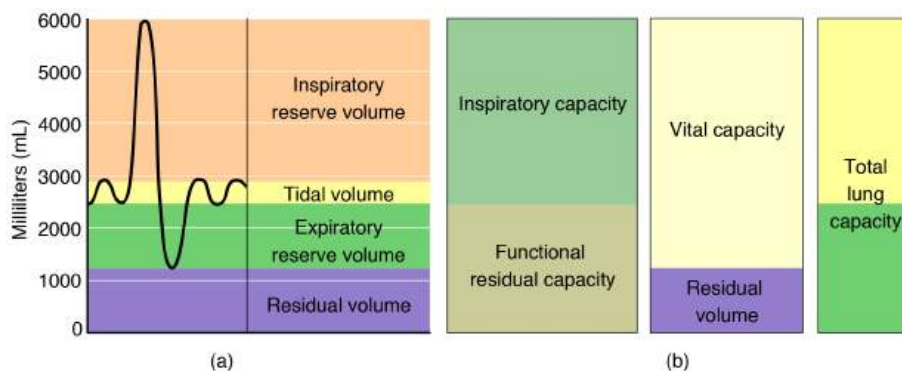 Milliliters (mL)
6000
5000
4000
3000
2000
1000
0
Inspiratory
reserve volume
Tidal volume
Expiratory
reserve volume
Residual volume
(a)
Inspiratory capacity
Functional
residual capacity
Vital capacity
Residual
volume
Total
lung
capacity
(b)